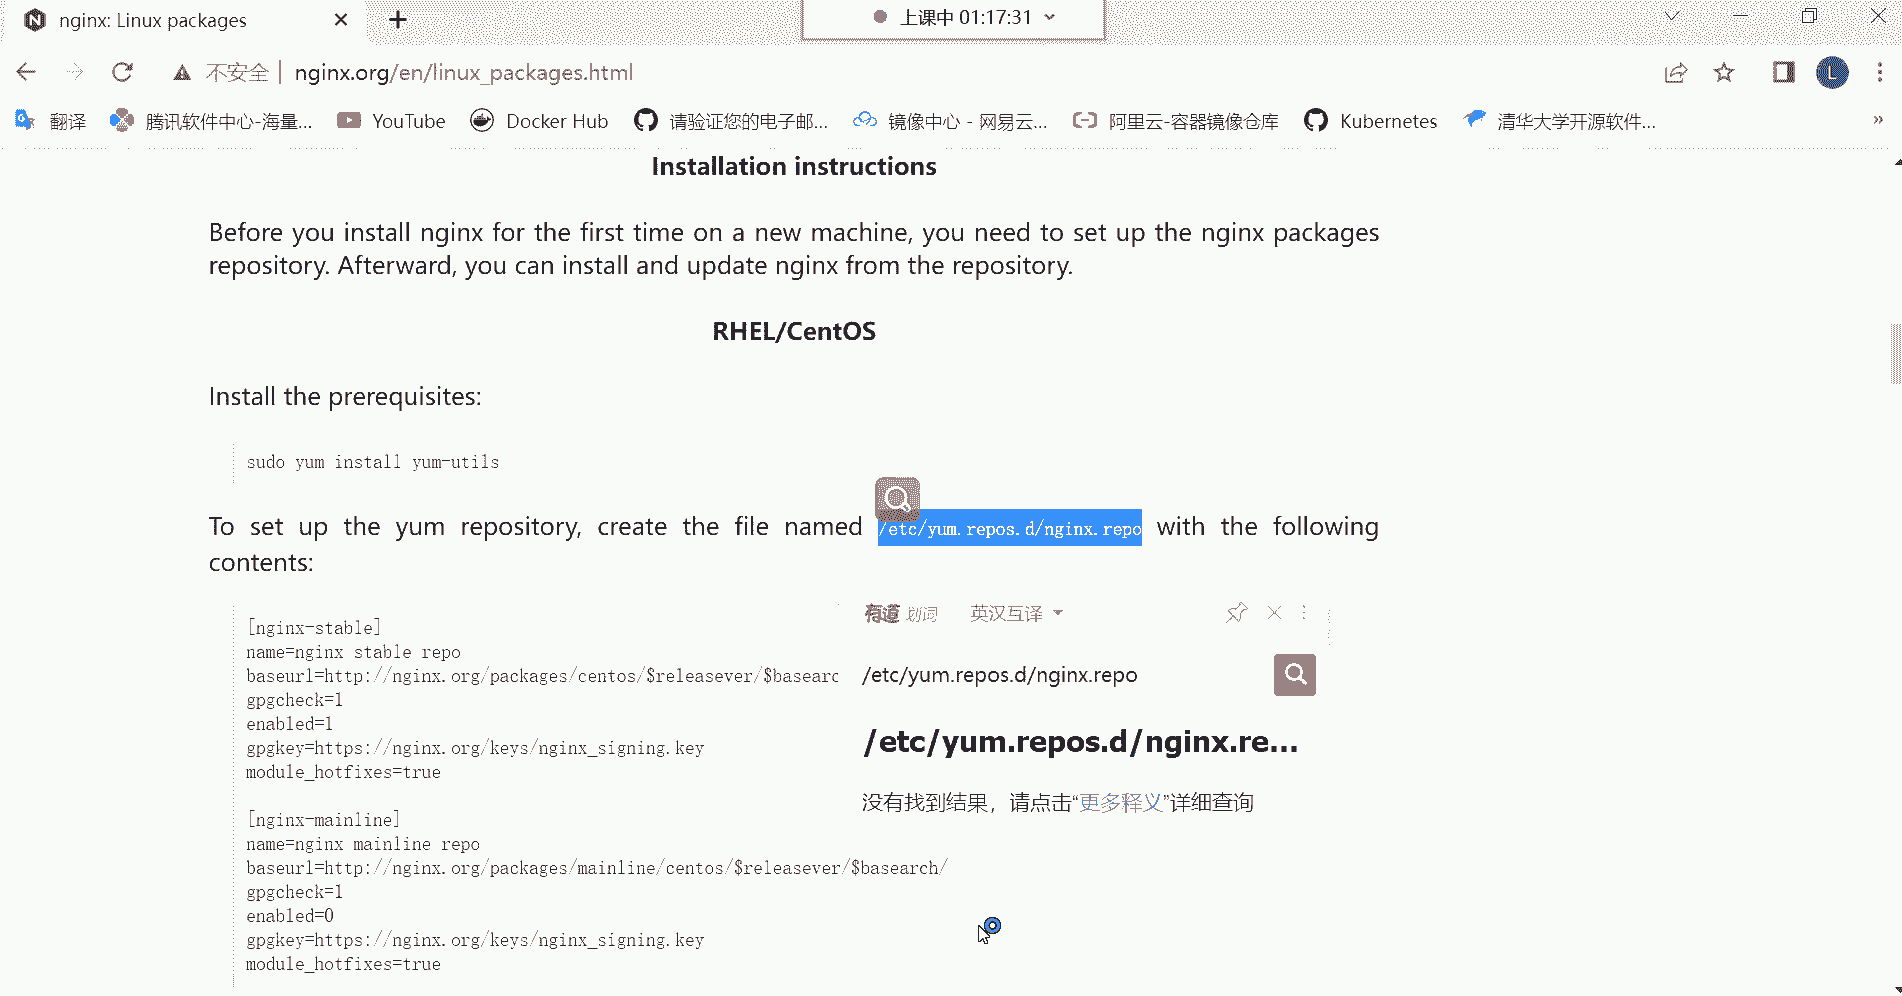 nginx: Linux packages
上课中 01:17:31
不安全 | nginx.org/en/linux_packages.html
L
翻译 腾讯软件中心-海量... YouTube Docker Hub 请验证您的电子邮... 镜像中心 - 网易云... 阿里云-容器镜像仓库 Kubernetes 清华大学开源软件... »
Installation instructions
Before you install nginx for the first time on a new machine, you need to set up the nginx packages
repository. Afterward, you can install and update nginx from the repository.
RHEL/CentOS
Install the prerequisites:
sudo yum install yum-utils
To set up the yum repository, create the file named /etc/yum.repos.d/nginx.repo with the following
contents:
[nginx-stable]
name=nginx stable repo
baseurl=http://nginx.org/packages/centos/$releasever/$basearc
gpgcheck=1
enabled=1
gpgkey=https://nginx.org/keys/nginx_signing.key
module_hotfixes=true
[nginx-mainline]
name=nginx mainline repo
baseurl=http://nginx.org/packages/mainline/centos/$releasever/$basearch/
gpgcheck=1
enabled=0
gpgkey=https://nginx.org/keys/nginx_signing.key
module_hotfixes=true
有道 划词 英汉互译
/etc/yum.repos.d/nginx.repo
/etc/yum.repos.d/nginx.re...
没有找到结果，请点击“更多释义”详细查询